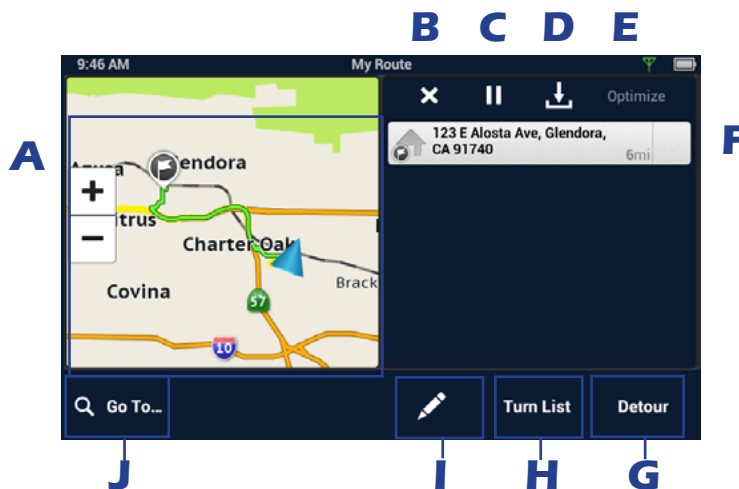 B C D E
9:46 AM My Route
Optimize
123 E Alosta Ave, Glendora,
CA 91740
6mi
A
F
endora
+
itrus
−
Charter Oak
Brack
Covina
57
10
Go To...
Turn List
Detour
J I H G